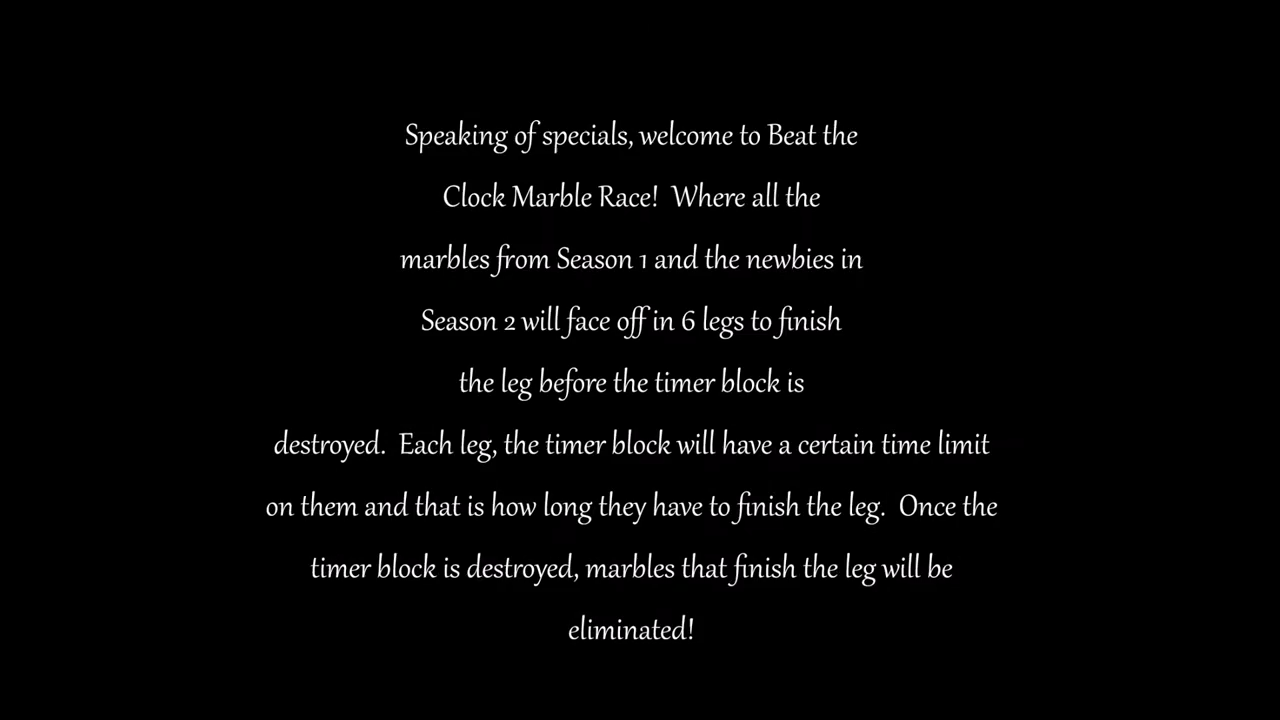 Speaking of specials, welcome to Beat the
Clock Marble Race!  Where all the
marbles from Season 1 and the newbies in
Season 2 will face off in 6 legs to finish
the leg before the timer block is
destroyed.  Each leg, the timer block will have a certain time limit
on them and that is how long they have to finish the leg.  Once the
timer block is destroyed, marbles that finish the leg will be
eliminated!